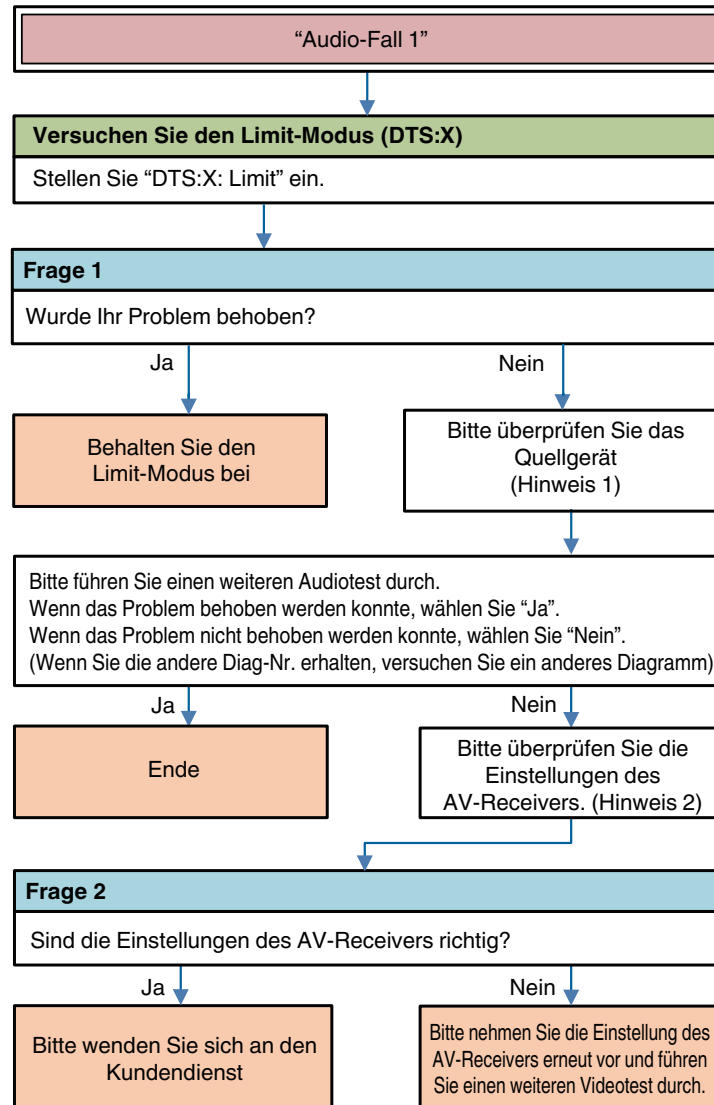 “Audio-Fall 1”
Versuchen Sie den Limit-Modus (DTS:X)
Stellen Sie “DTS:X: Limit” ein.
Frage 1
Wurde Ihr Problem behoben?
Ja
Nein
Behalten Sie den
Limit-Modus bei
Bitte überprüfen Sie das
Quellgerät
(Hinweis 1)
Bitte führen Sie einen weiteren Audiotest durch.
Wenn das Problem behoben werden konnte, wählen Sie “Ja”.
Wenn das Problem nicht behoben werden konnte, wählen Sie “Nein”.
(Wenn Sie die andere Diag-Nr. erhalten, versuchen Sie ein anderes Diagramm)
Ja
Nein
Ende
Bitte überprüfen Sie die
Einstellungen des
AV-Receivers. (Hinweis 2)
Frage 2
Sind die Einstellungen des AV-Receivers richtig?
Ja
Nein
Bitte wenden Sie sich an den
Kundendienst
Bitte nehmen Sie die Einstellung des
AV-Receivers erneut vor und führen
Sie einen weiteren Videotest durch.